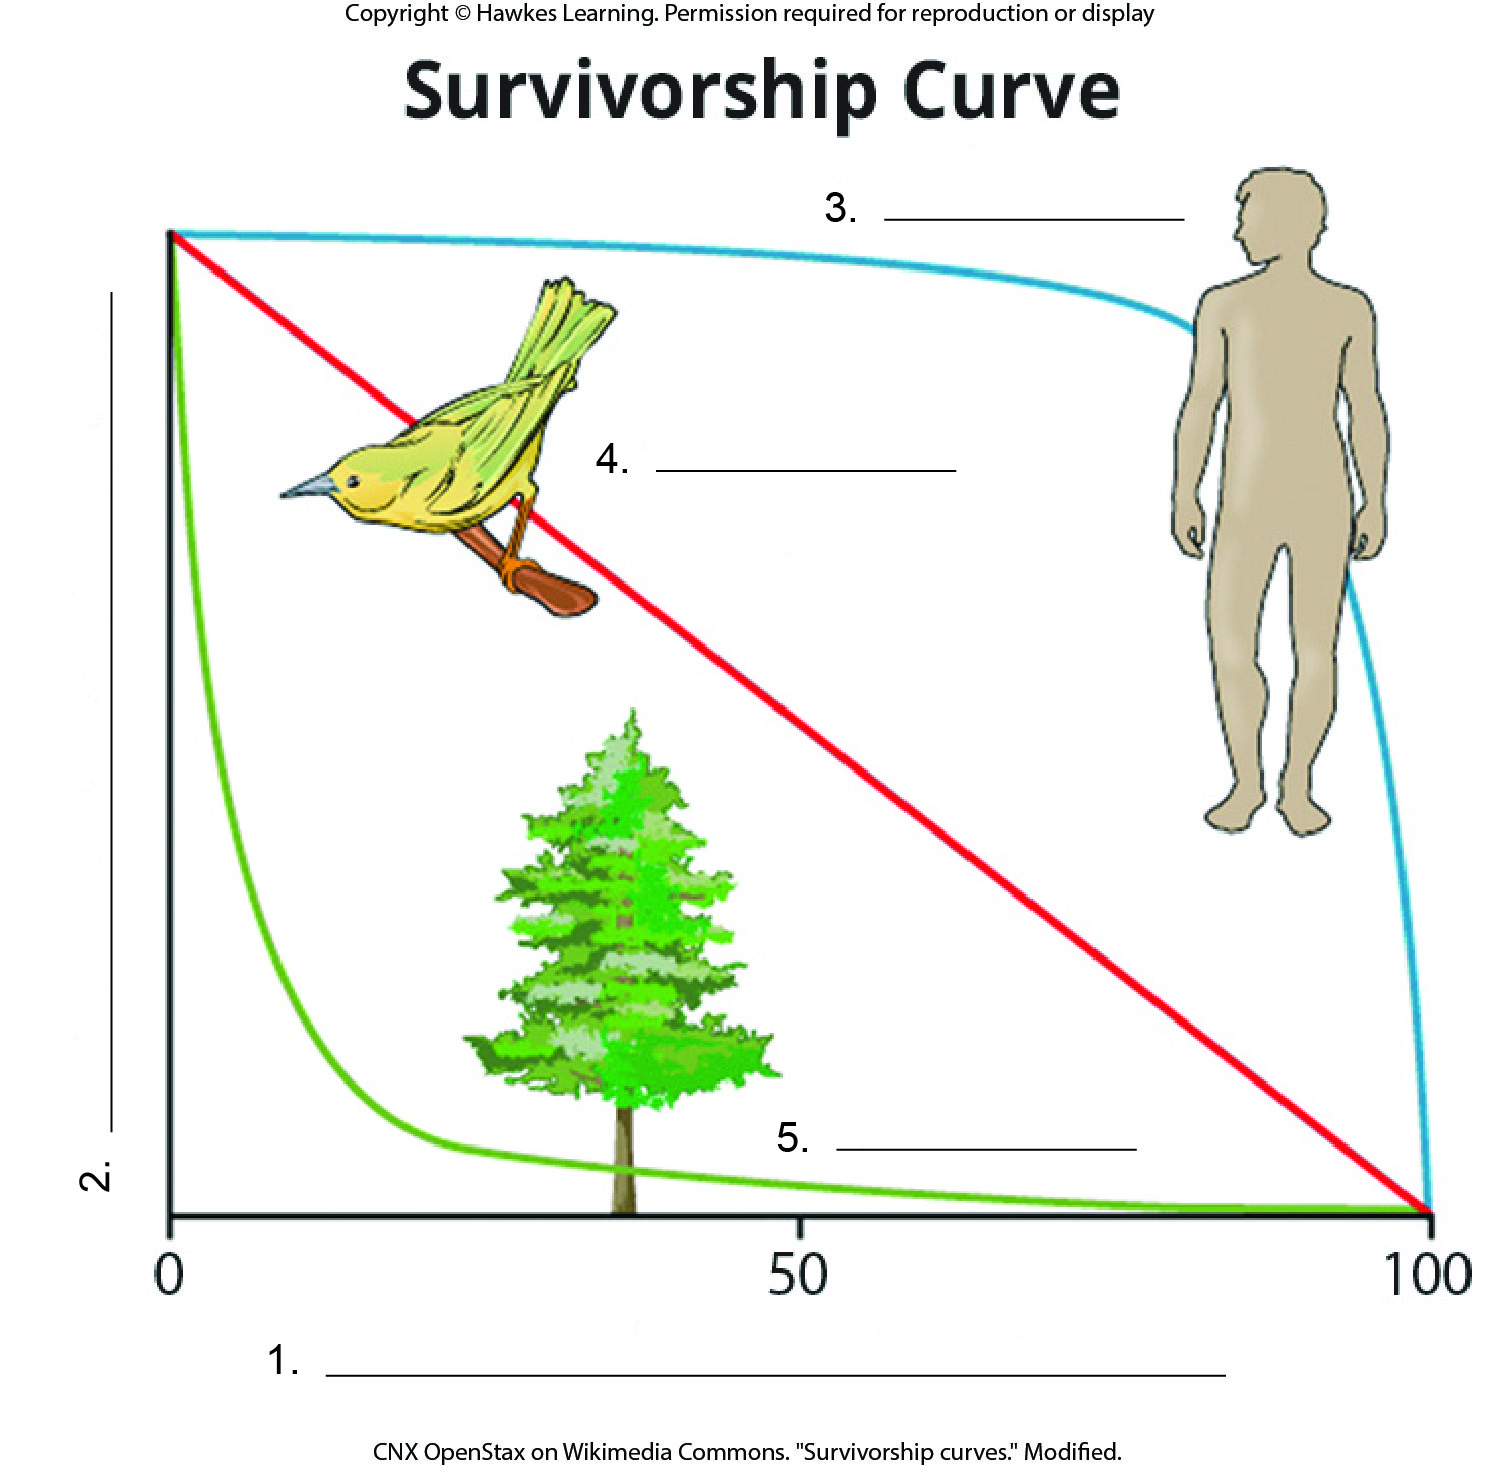 Copyright © Hawkes Learning. Permission required for reproduction or display
Survivorship Curve
3.
4.
5.
2.
0 50 100
1.
CNX OpenStax on Wikimedia Commons. "Survivorship curves." Modified.